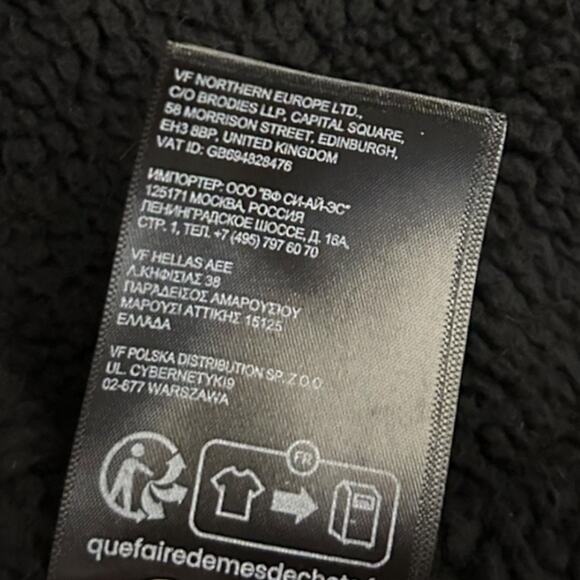 VF NORTHERN EUROPE LTD.,
C/O BRODIES LLP, CAPITAL SQUARE,
58 MORRISON STREET, EDINBURGH,
EH3 8BP, UNITED KINGDOM
VAT ID: GB694828476
ИМПОРТЕР: ООО "ВФ СИ-АЙ-ЭС"
125171 МОСКВА, РОССИЯ
ЛЕНИНГРАДСКОЕ ШОССЕ, Д. 16А,
СТР. 1, ТЕЛ. +7 (495) 797 60 70
VF HELLAS AEE
Λ.ΚΗΦΙΣΙΑΣ 38
ΠΑΡΑΔΕΙΣΟΣ ΑΜΑΡΟΥΣΙΟΥ
ΜΑΡΟΥΣΙ ΑΤΤΙΚΗΣ 15125
ΕΛΛΑΔΑ
VF POLSKA DISTRIBUTION SP. Z O.O
UL. CYBERNETYKI9
02-677 WARSZAWA
FR